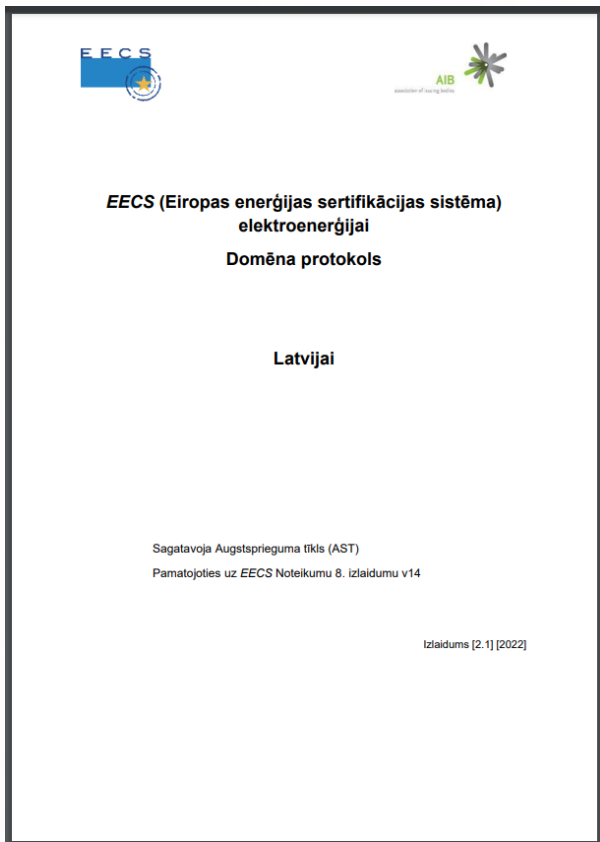 EECS
AIB
association of issuing bodies
EECS (Eiropas enerģijas sertifikācijas sistēma)
elektroenerģijai
Domēna protokols
Latvijai
Sagatavoja Augstsprieguma tīkls (AST)
Pamatojoties uz EECS Noteikumu 8. izlaidumu v14
Izlaidums [2.1] [2022]